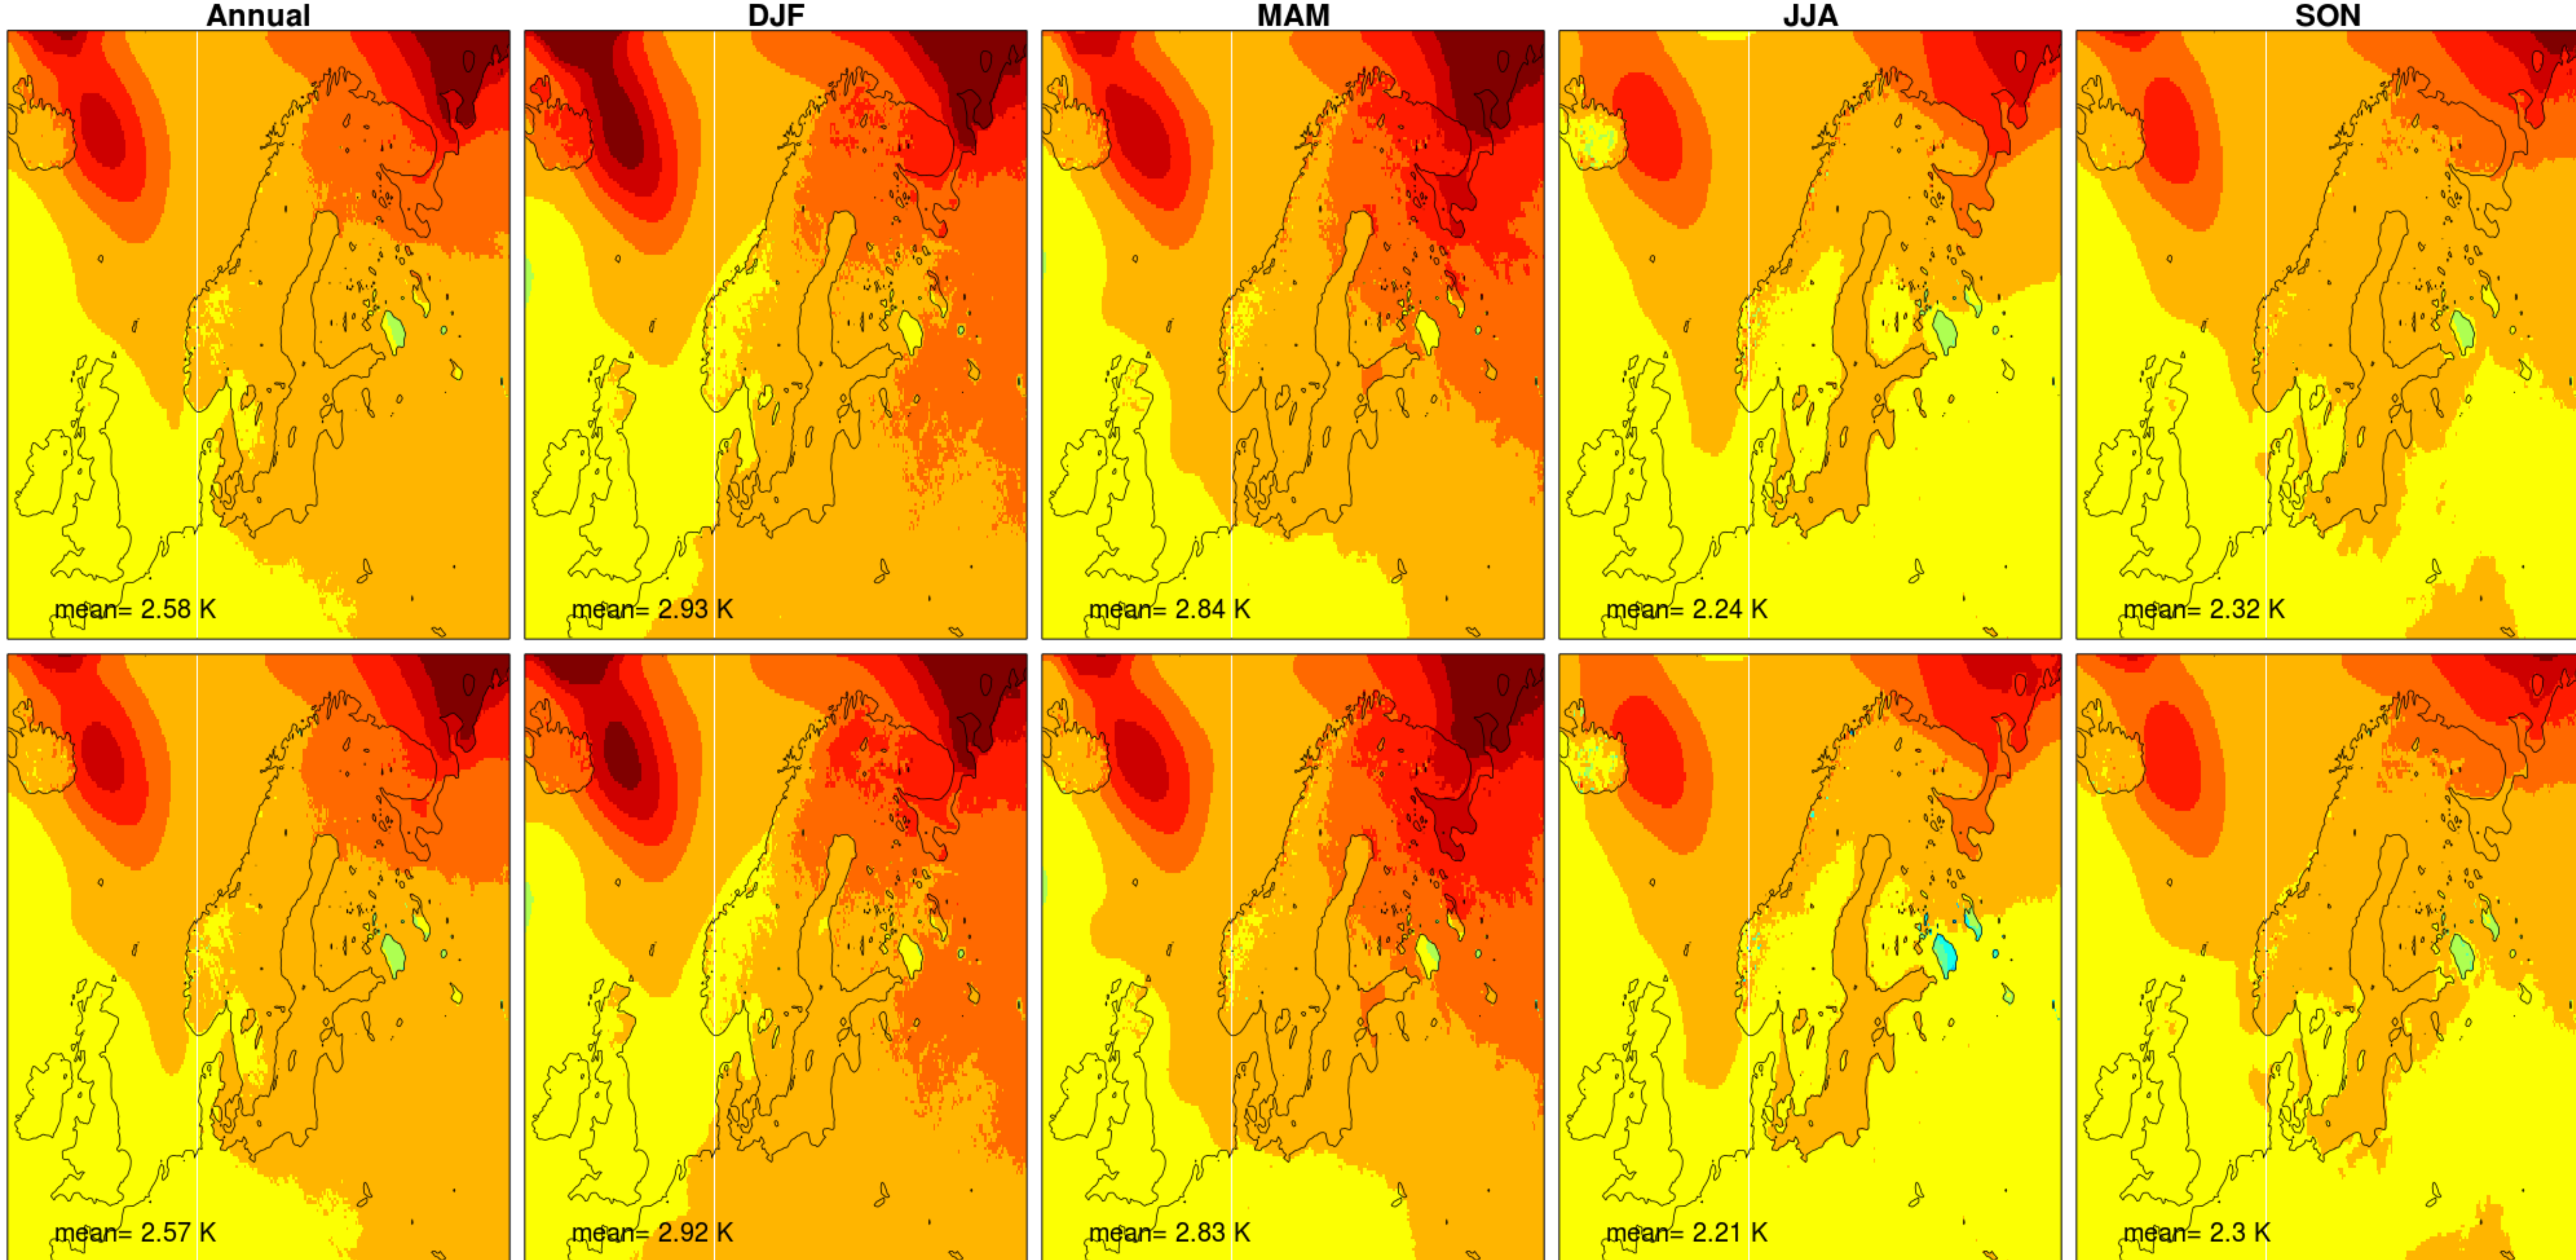 Annual DJF MAM JJA SON
mean= 2.58 K mean= 2.93 K mean= 2.84 K mean= 2.24 K mean= 2.32 K
mean= 2.57 K mean= 2.92 K mean= 2.83 K mean= 2.21 K mean= 2.3 K